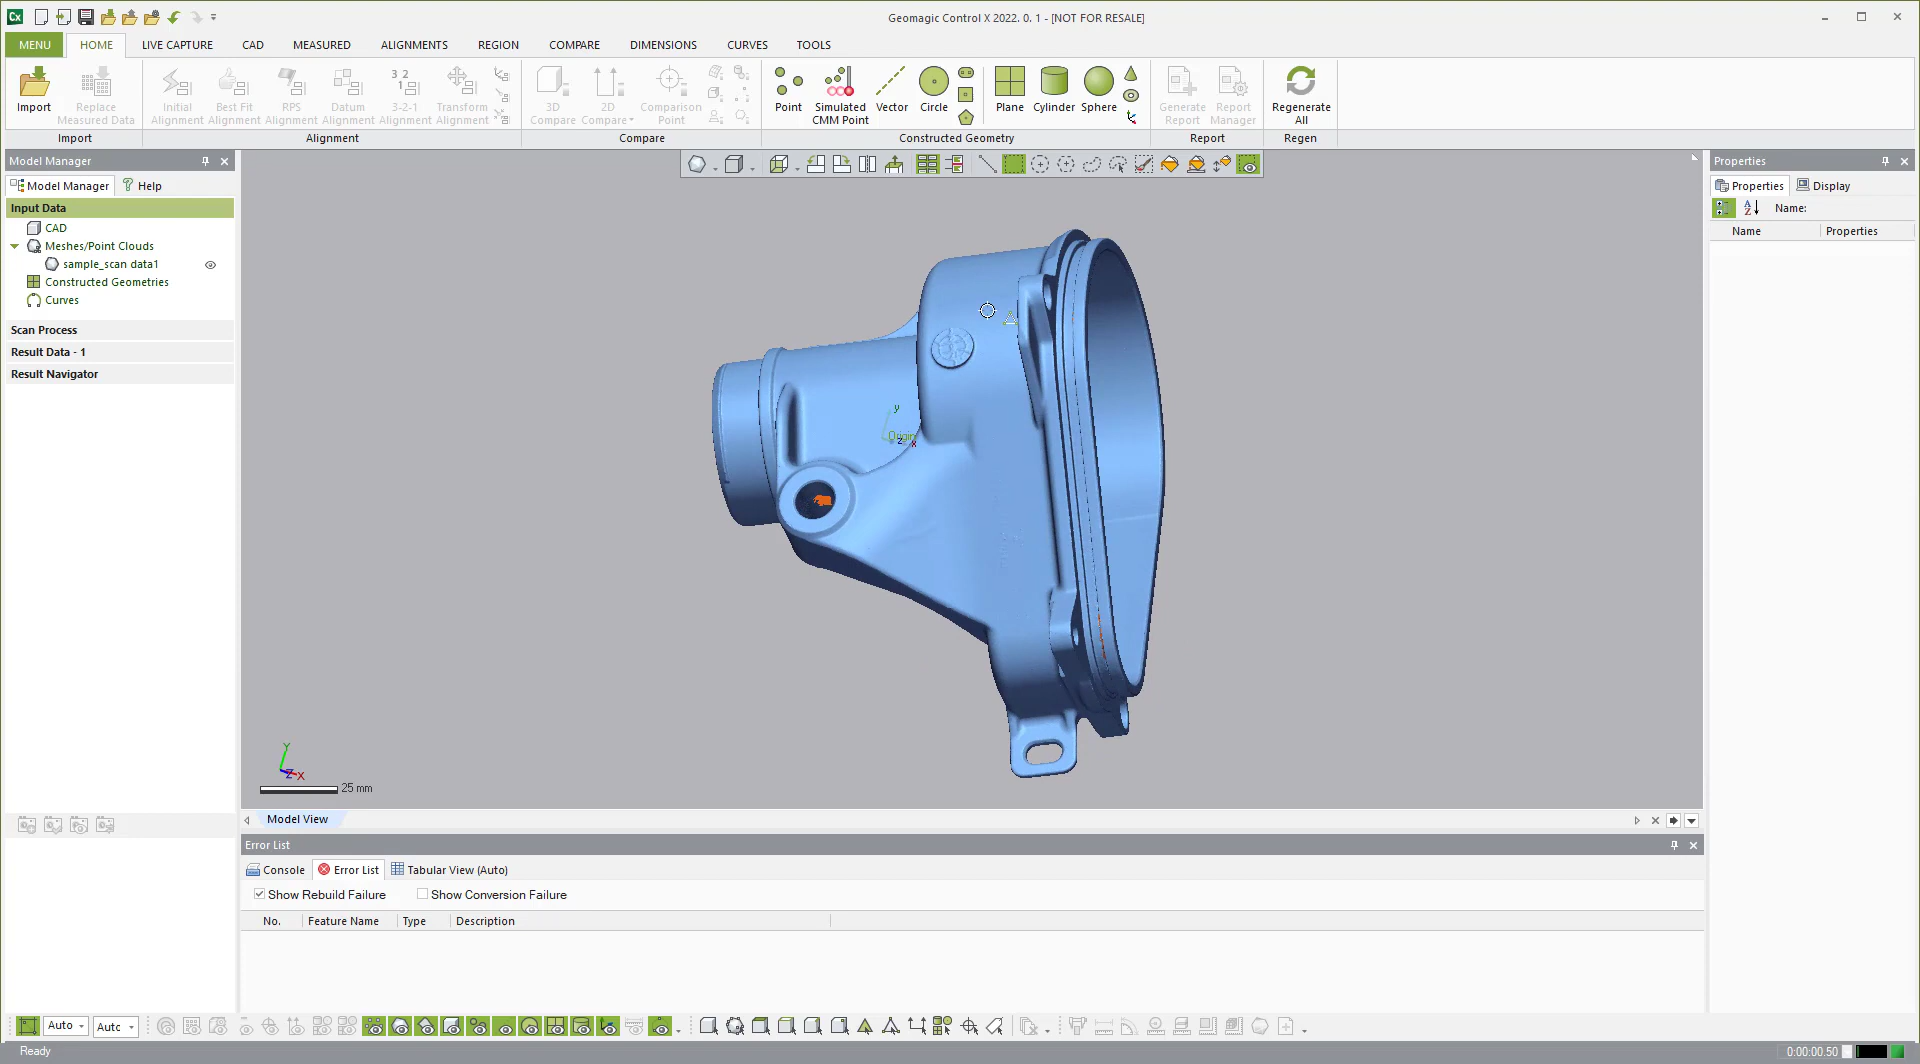 Cx
Geomagic Control X 2022. 0. 1 - [NOT FOR RESALE]
MENU HOME LIVE CAPTURE CAD MEASURED ALIGNMENTS REGION COMPARE DIMENSIONS CURVES TOOLS
Import Replace Measured Data Initial Alignment Best Fit Alignment RPS Alignment Datum Alignment 3-2-1 Alignment Transform Alignment 3D Compare 2D Compare Comparison Point Point Simulated CMM Point Vector Circle Plane Cylinder Sphere Generate Report Report Manager Regenerate All
Import Alignment Compare Constructed Geometry Report Regen
Model Manager
Model Manager Help
Input Data
CAD
Meshes/Point Clouds
sample_scan data1
Constructed Geometries
Curves
Scan Process
Result Data - 1
Result Navigator
y
Origin
z x
Y
Z X
25 mm
Model View
Properties
Properties Display
Name:
Name Properties
Error List
Console Error List Tabular View (Auto)
Show Rebuild Failure Show Conversion Failure
No. Feature Name Type Description
Auto Auto
Ready 0:00:00.50